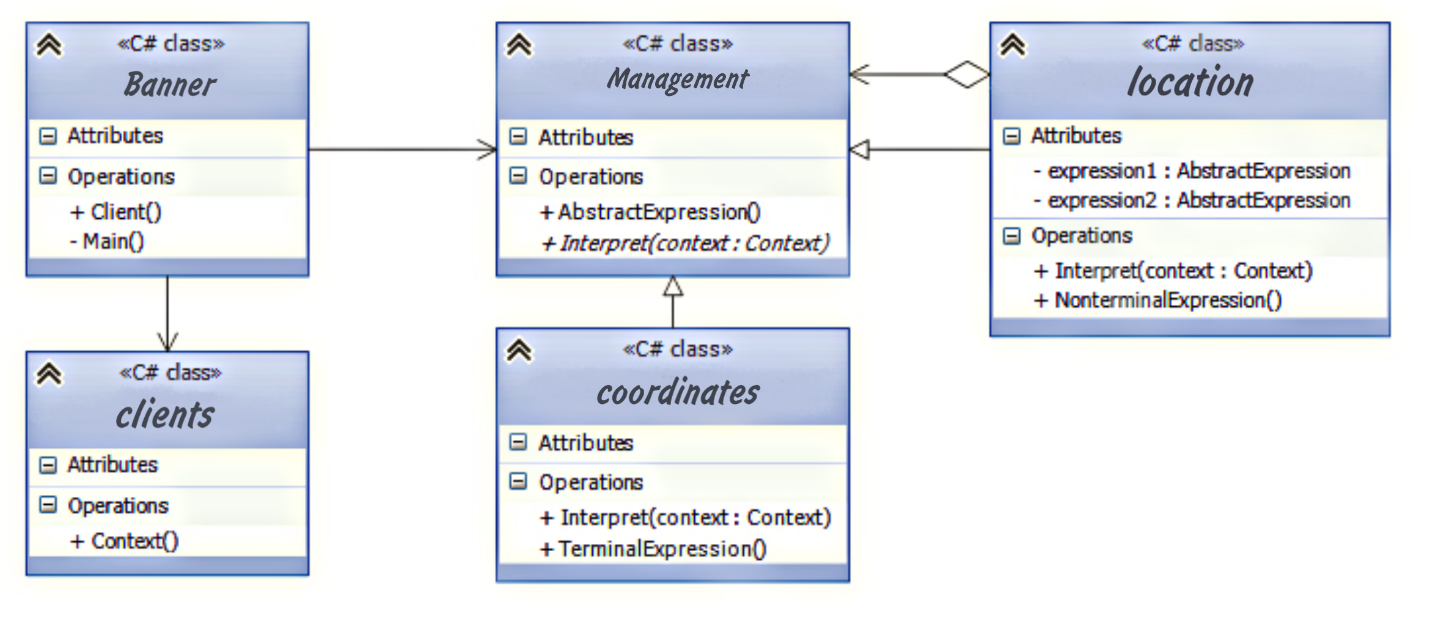 «C# class»
Banner
Attributes
Operations
+ Client()
- Main()
«C# class»
Management
Attributes
Operations
+ AbstractExpression()
+ Interpret(context : Context)
«C# class»
location
Attributes
- expression1 : AbstractExpression
- expression2 : AbstractExpression
Operations
+ Interpret(context : Context)
+ NonterminalExpression()
«C# class»
clients
Attributes
Operations
+ Context()
«C# class»
coordinates
Attributes
Operations
+ Interpret(context : Context)
+ TerminalExpression()